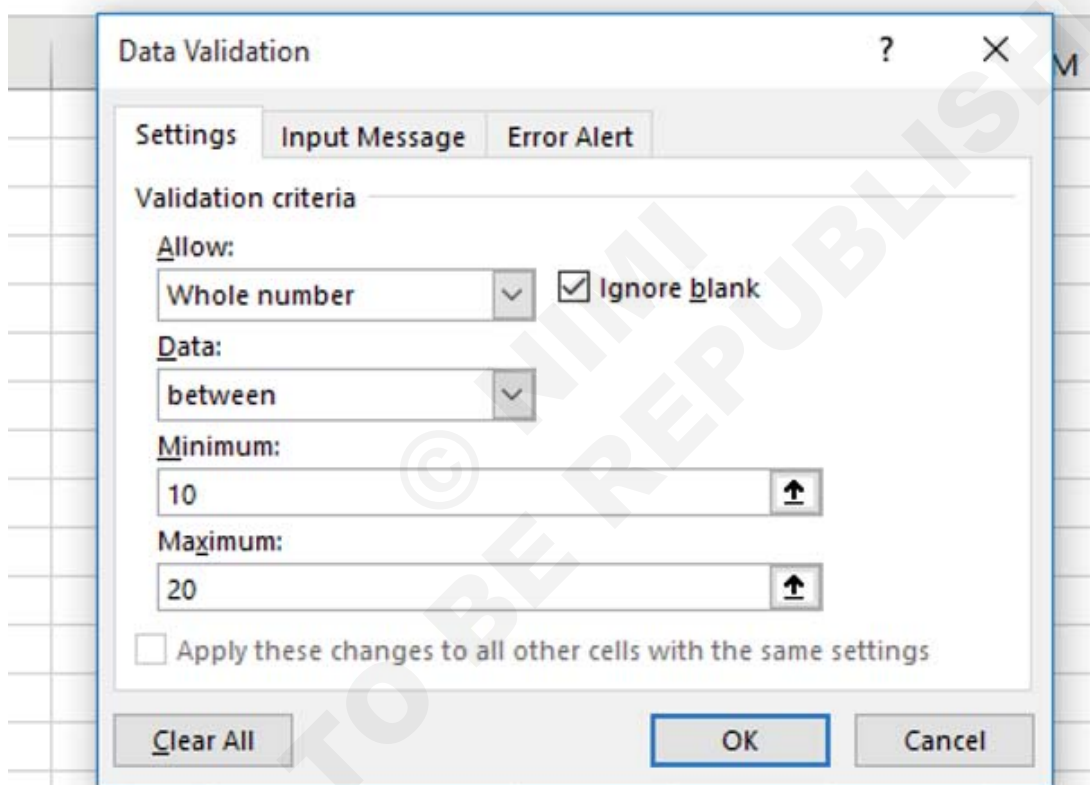 Data Validation ? X
M
Settings Input Message Error Alert
Validation criteria
Allow:
Whole number Ignore blank
Data:
between
Minimum:
10
Maximum:
20
Apply these changes to all other cells with the same settings
Clear All OK Cancel
© NIMI
TO BE REPUBLISH